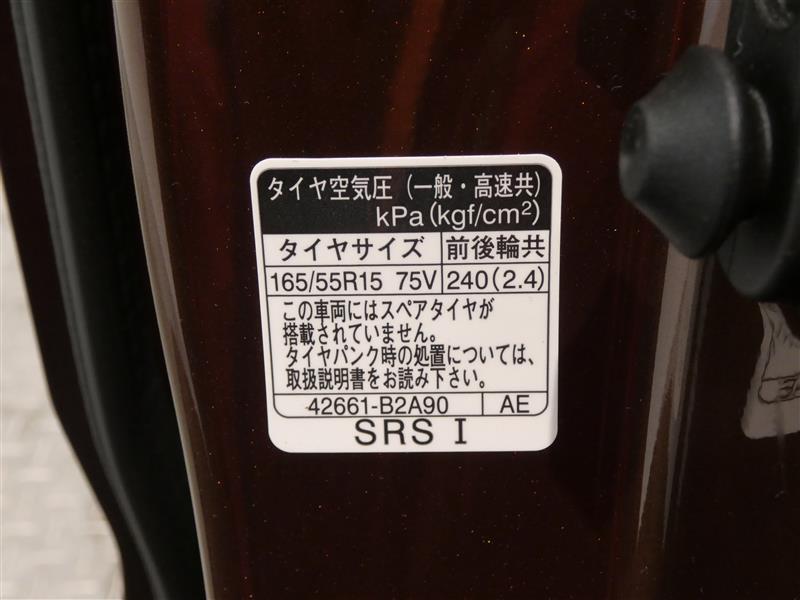 タイヤ空気圧（一般・高速共）
kPa(kgf/cm²)
タイヤサイズ 前後輪共
165/55R15 75V 240(2.4)
この車両にはスペアタイヤが
搭載されていません。
タイヤパンク時の処置については、
取扱説明書をお読み下さい。
42661-B2A90 AE
SRS I